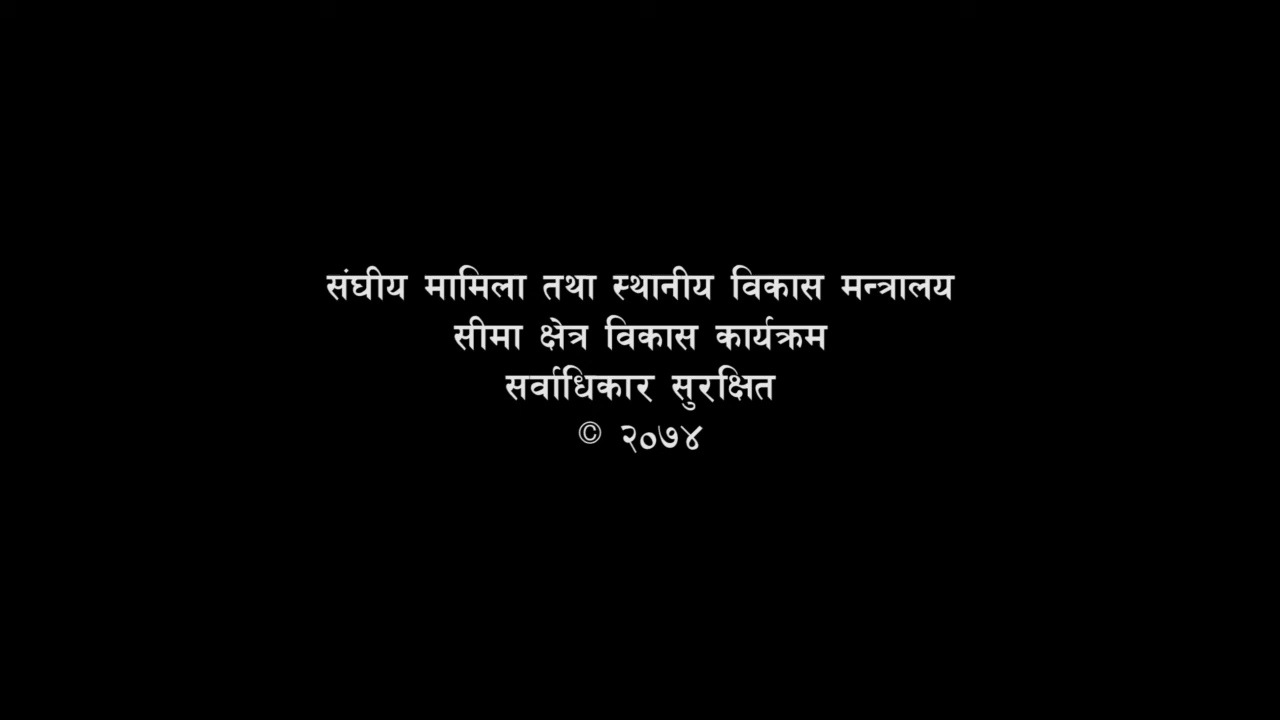 संघीय मामिला तथा स्थानीय विकास मन्त्रालय
सीमा क्षेत्र विकास कार्यक्रम
सर्वाधिकार सुरक्षित
© २०७४